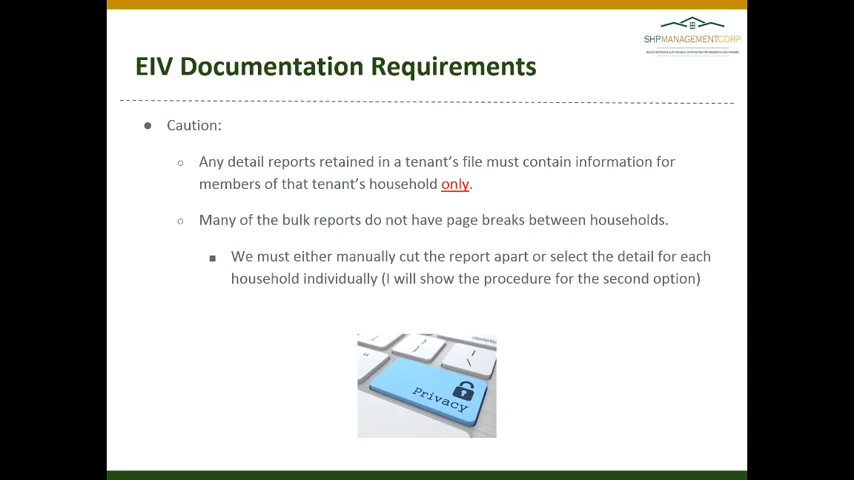 SHPMANAGEMENTCORP
EIV Documentation Requirements
Caution:
Any detail reports retained in a tenant's file must contain information for
members of that tenant's household only.
Many of the bulk reports do not have page breaks between households.
We must either manually cut the report apart or select the detail for each
household individually (I will show the procedure for the second option)
Privacy